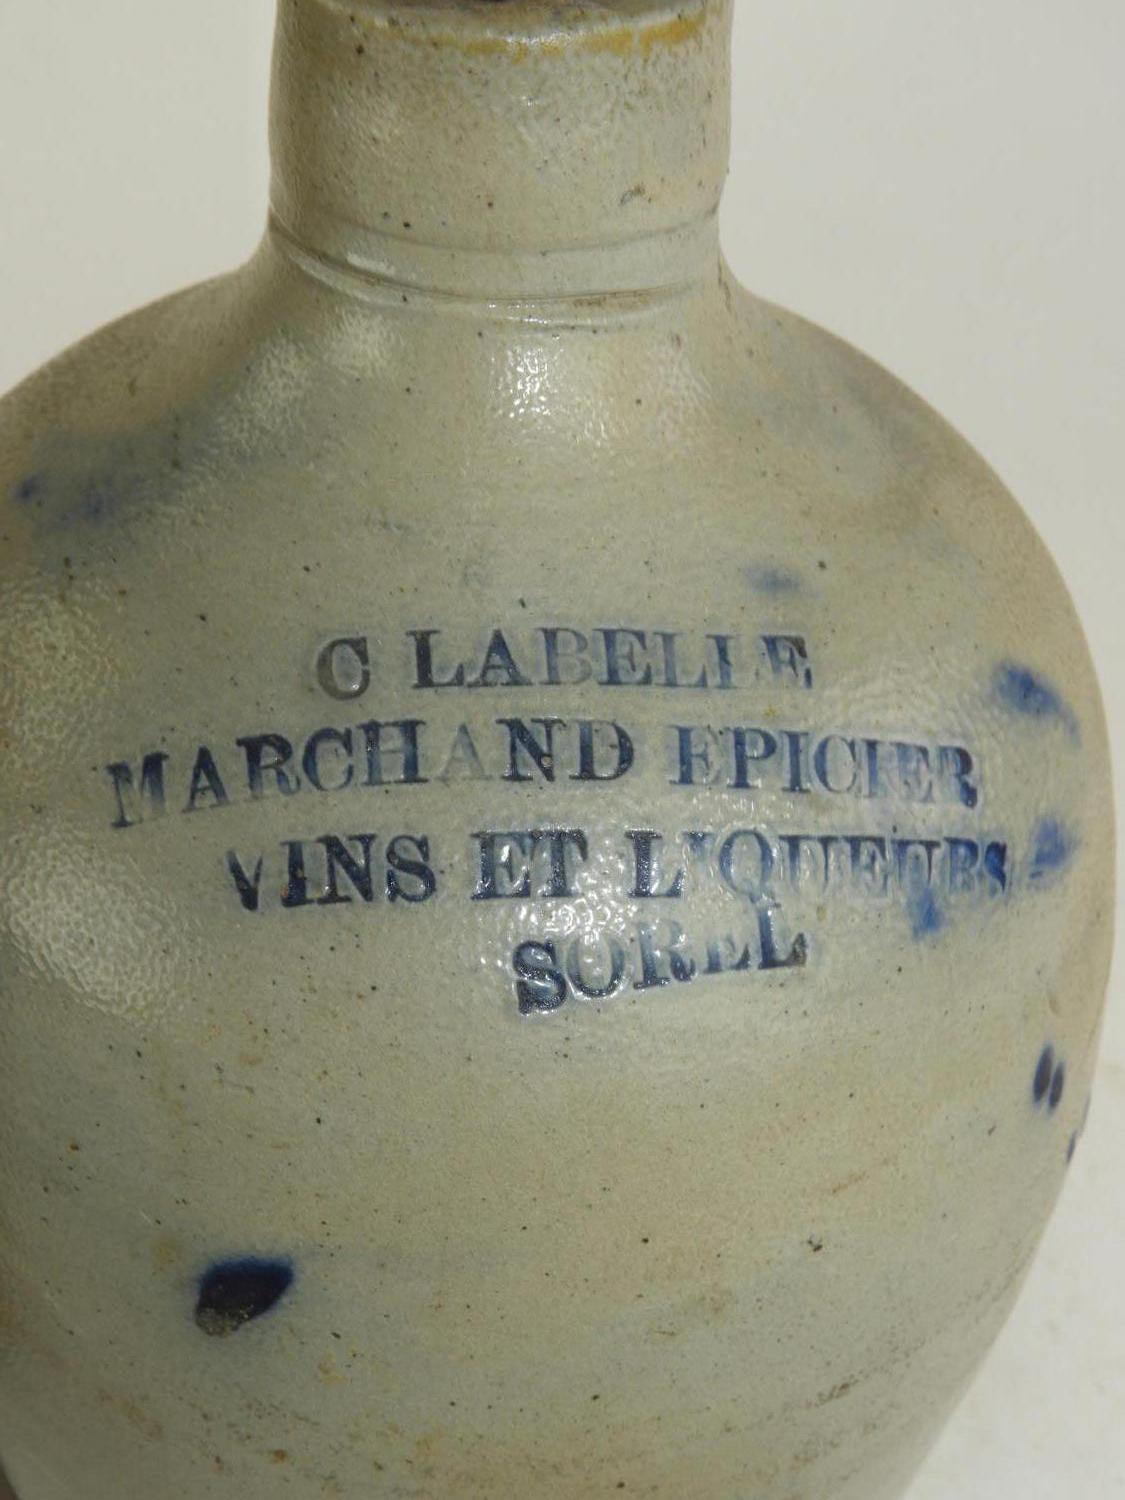 C LABELLE
MARCHAND EPICIER
VINS ET LIQUEURS
SOREL